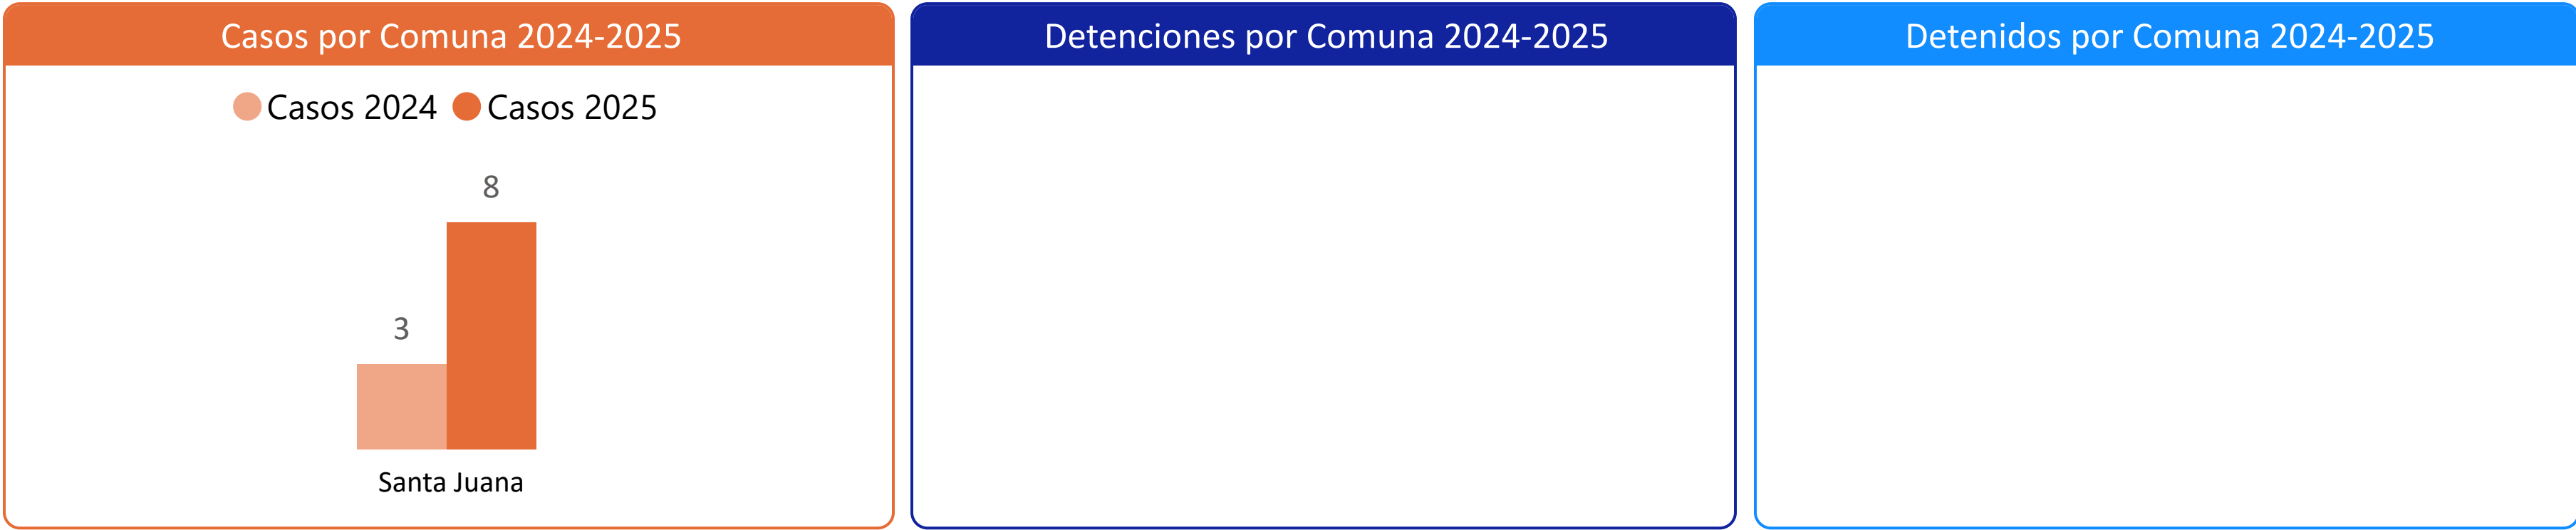 Casos por Comuna 2024-2025
Casos 2024 Casos 2025
8
3
Santa Juana
Detenciones por Comuna 2024-2025
Detenidos por Comuna 2024-2025